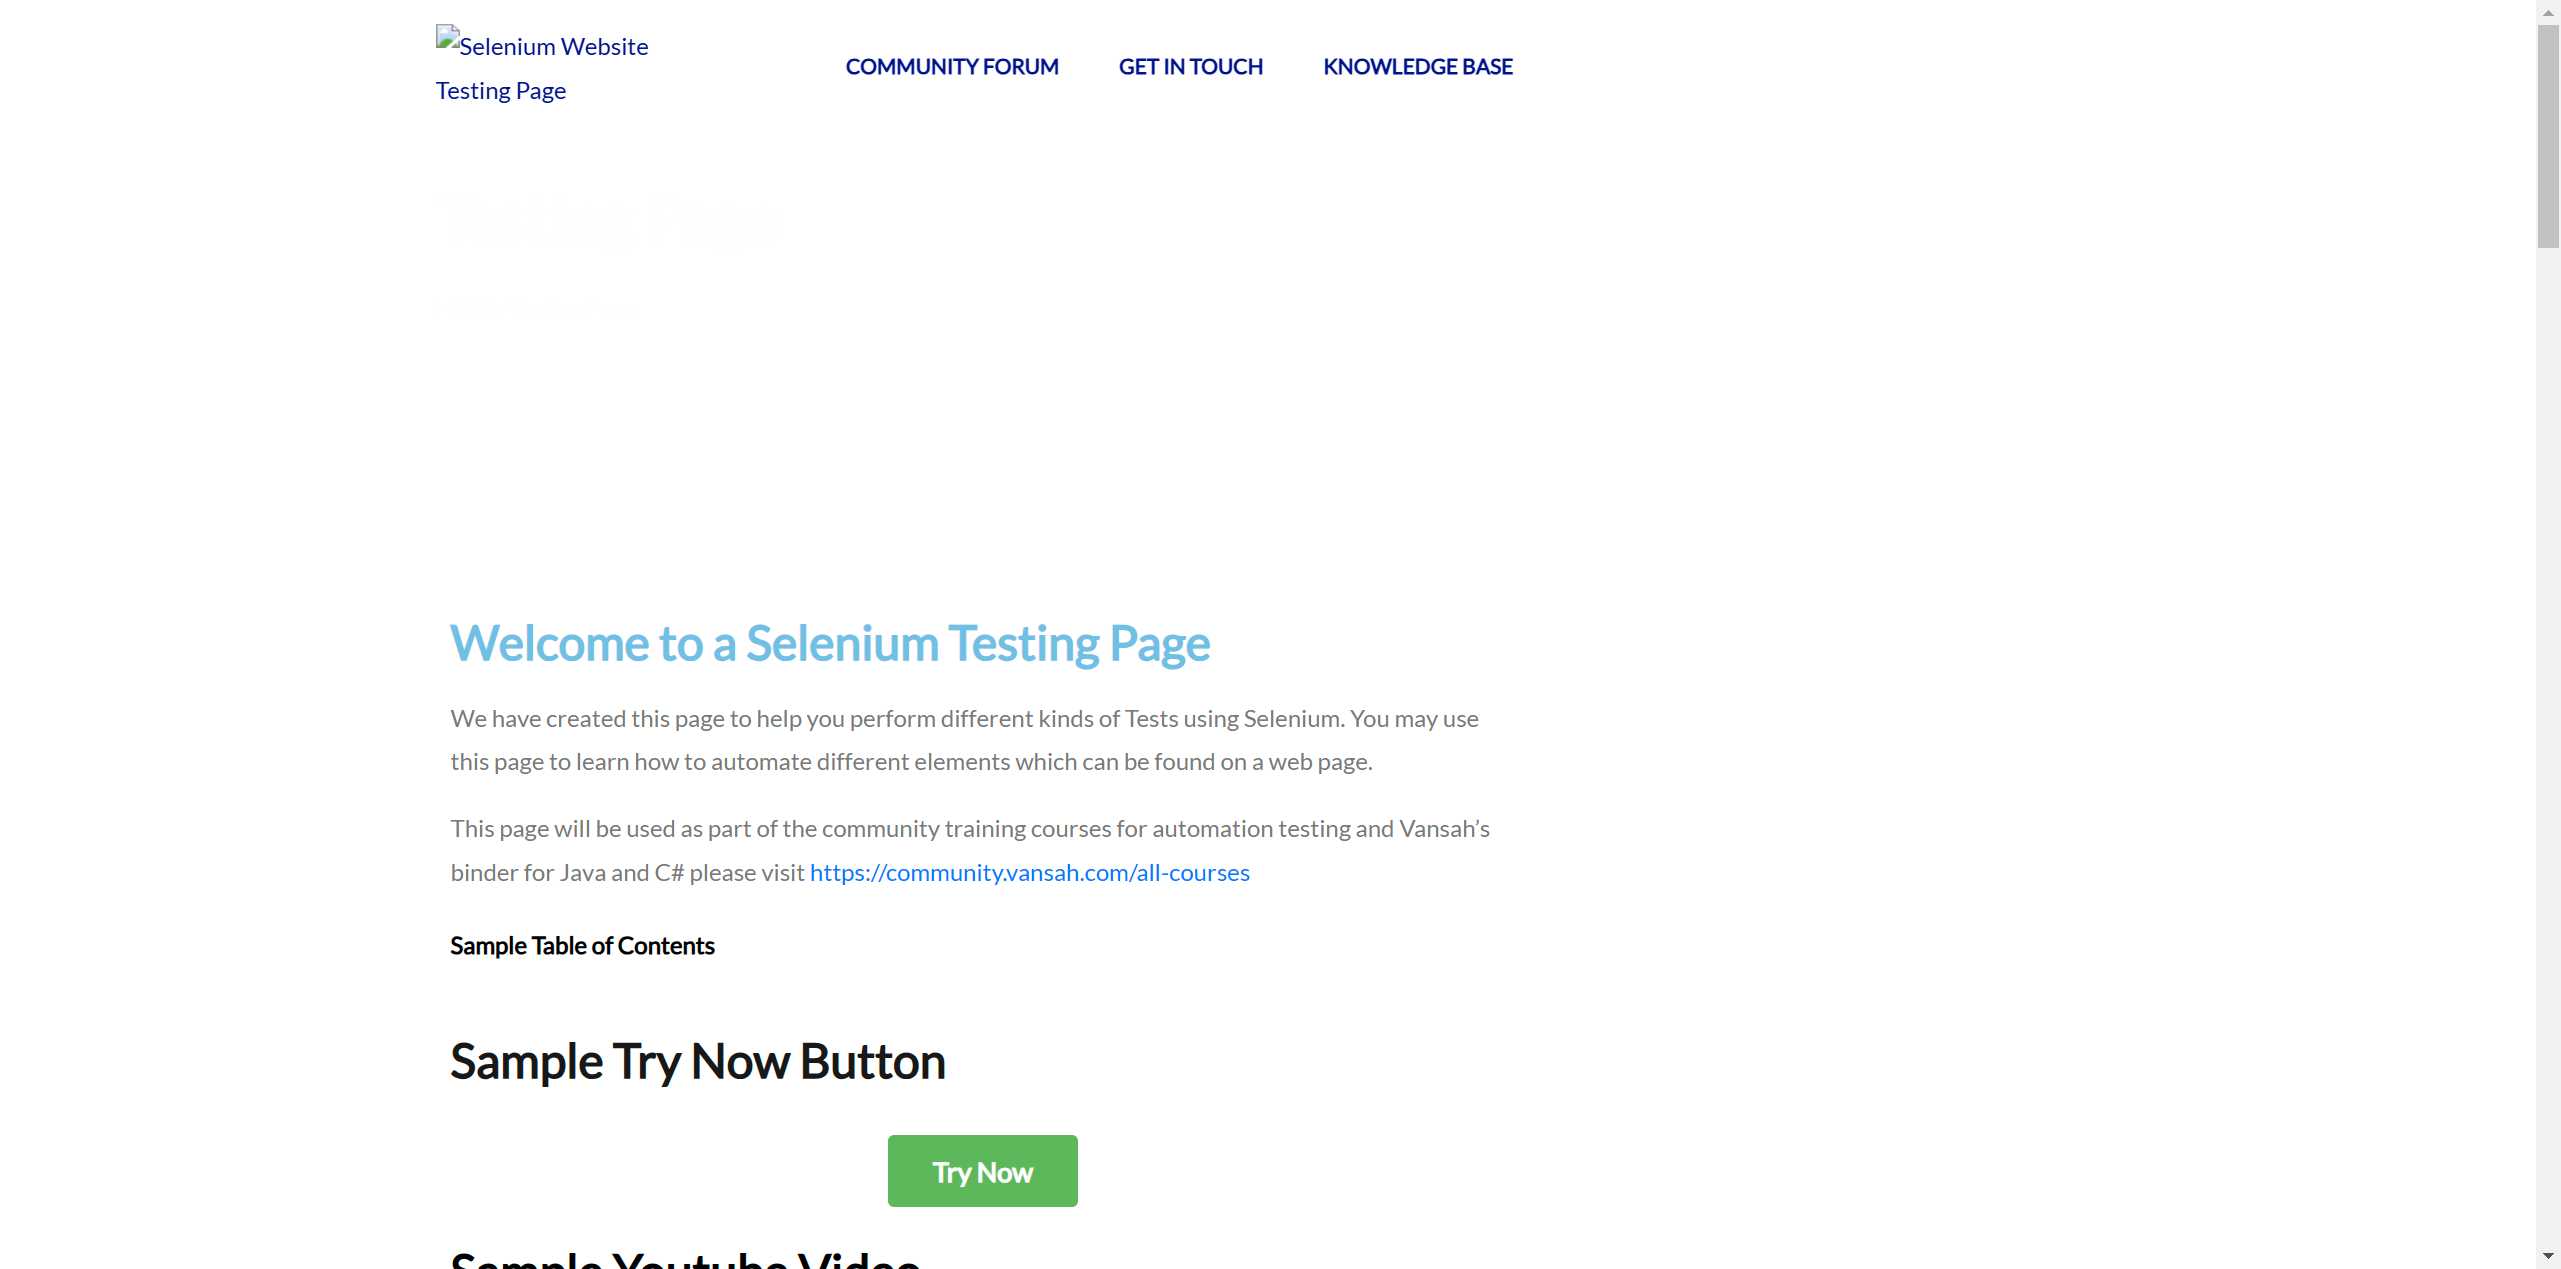 Selenium Website
Testing Page
COMMUNITY FORUM
GET IN TOUCH
KNOWLEDGE BASE
Welcome to a Selenium Testing Page
We have created this page to help you perform different kinds of Tests using Selenium. You may use
this page to learn how to automate different elements which can be found on a web page.
This page will be used as part of the community training courses for automation testing and Vansah’s
binder for Java and C# please visit https://community.vansah.com/all-courses
Sample Table of Contents
Sample Try Now Button
Try Now
Sample Youtube Video